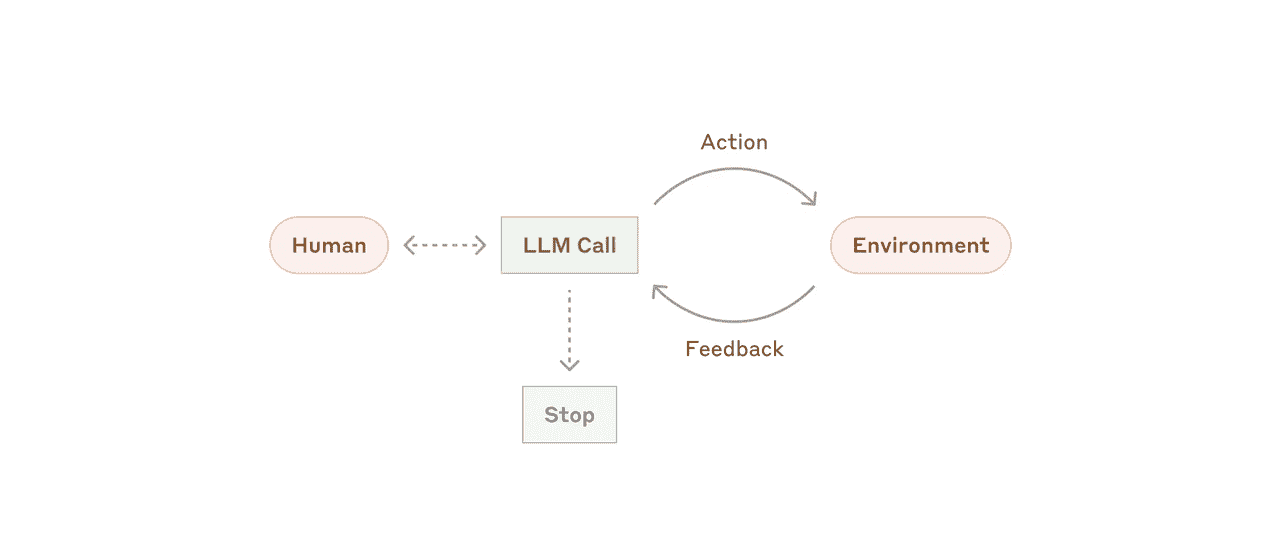 Action
Human
LLM Call
Environment
Feedback
Stop